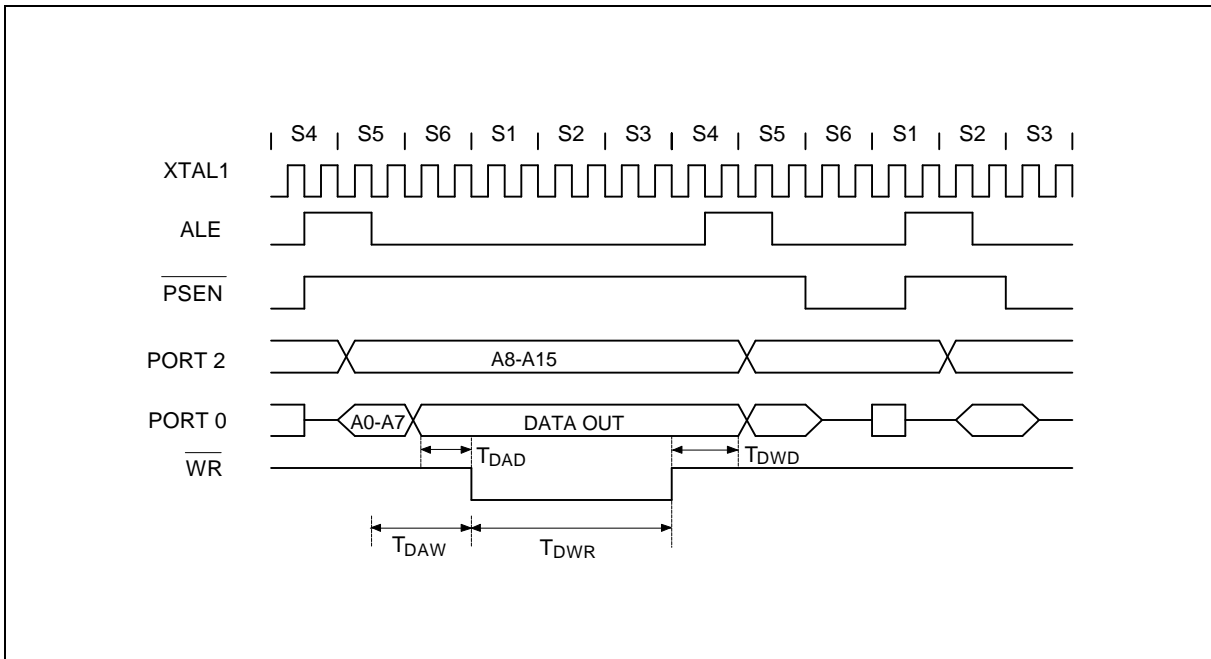 S4 S5 S6 S1 S2 S3 S4 S5 S6 S1 S2 S3
XTAL1
ALE
PSEN
PORT 2 A8-A15
PORT 0 A0-A7 DATA OUT
TDAD TDWD
WR
TDAW TDWR